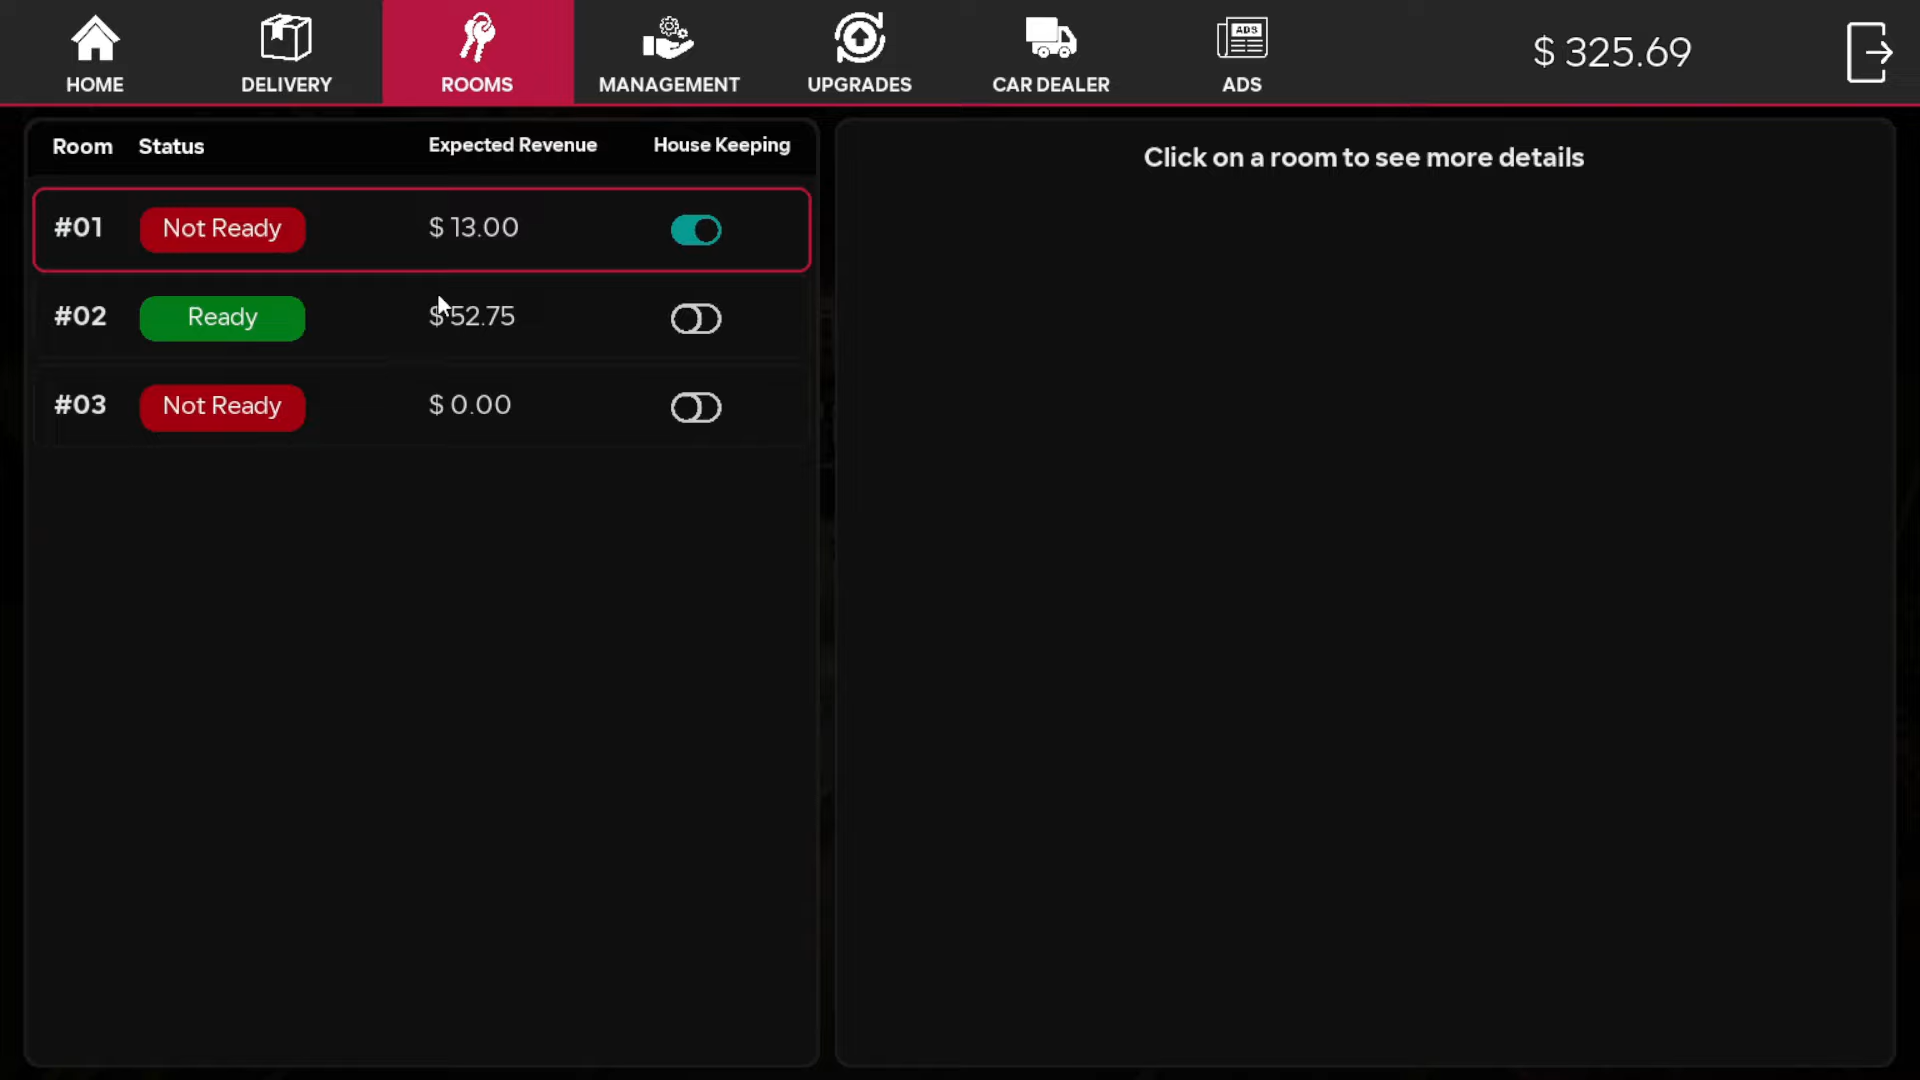 HOME
DELIVERY
ROOMS
MANAGEMENT
UPGRADES
CAR DEALER
ADS
ADS
$ 325.69
Room Status Expected Revenue House Keeping
#01 Not Ready $ 13.00
#02 Ready $ 52.75
#03 Not Ready $ 0.00
Click on a room to see more details